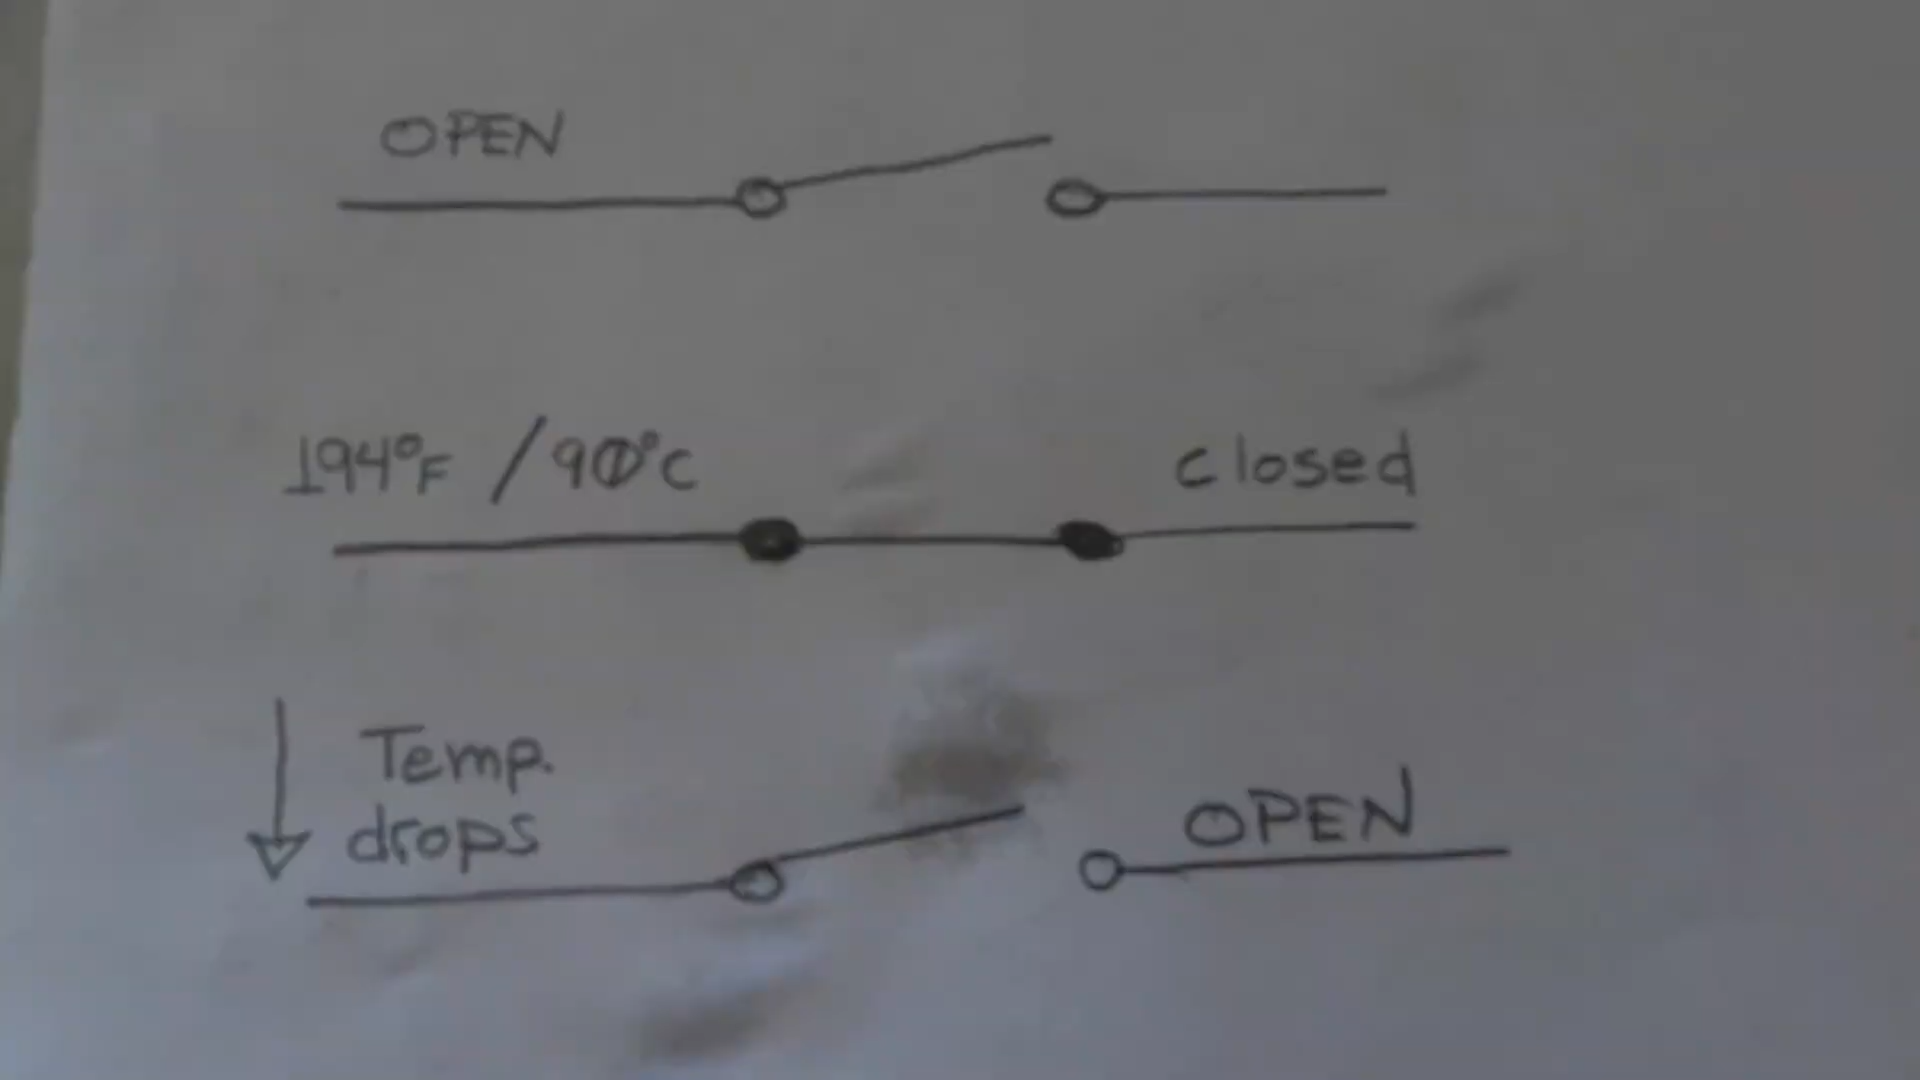 OPEN
194°F / 90°C
closed
Temp.
drops
OPEN